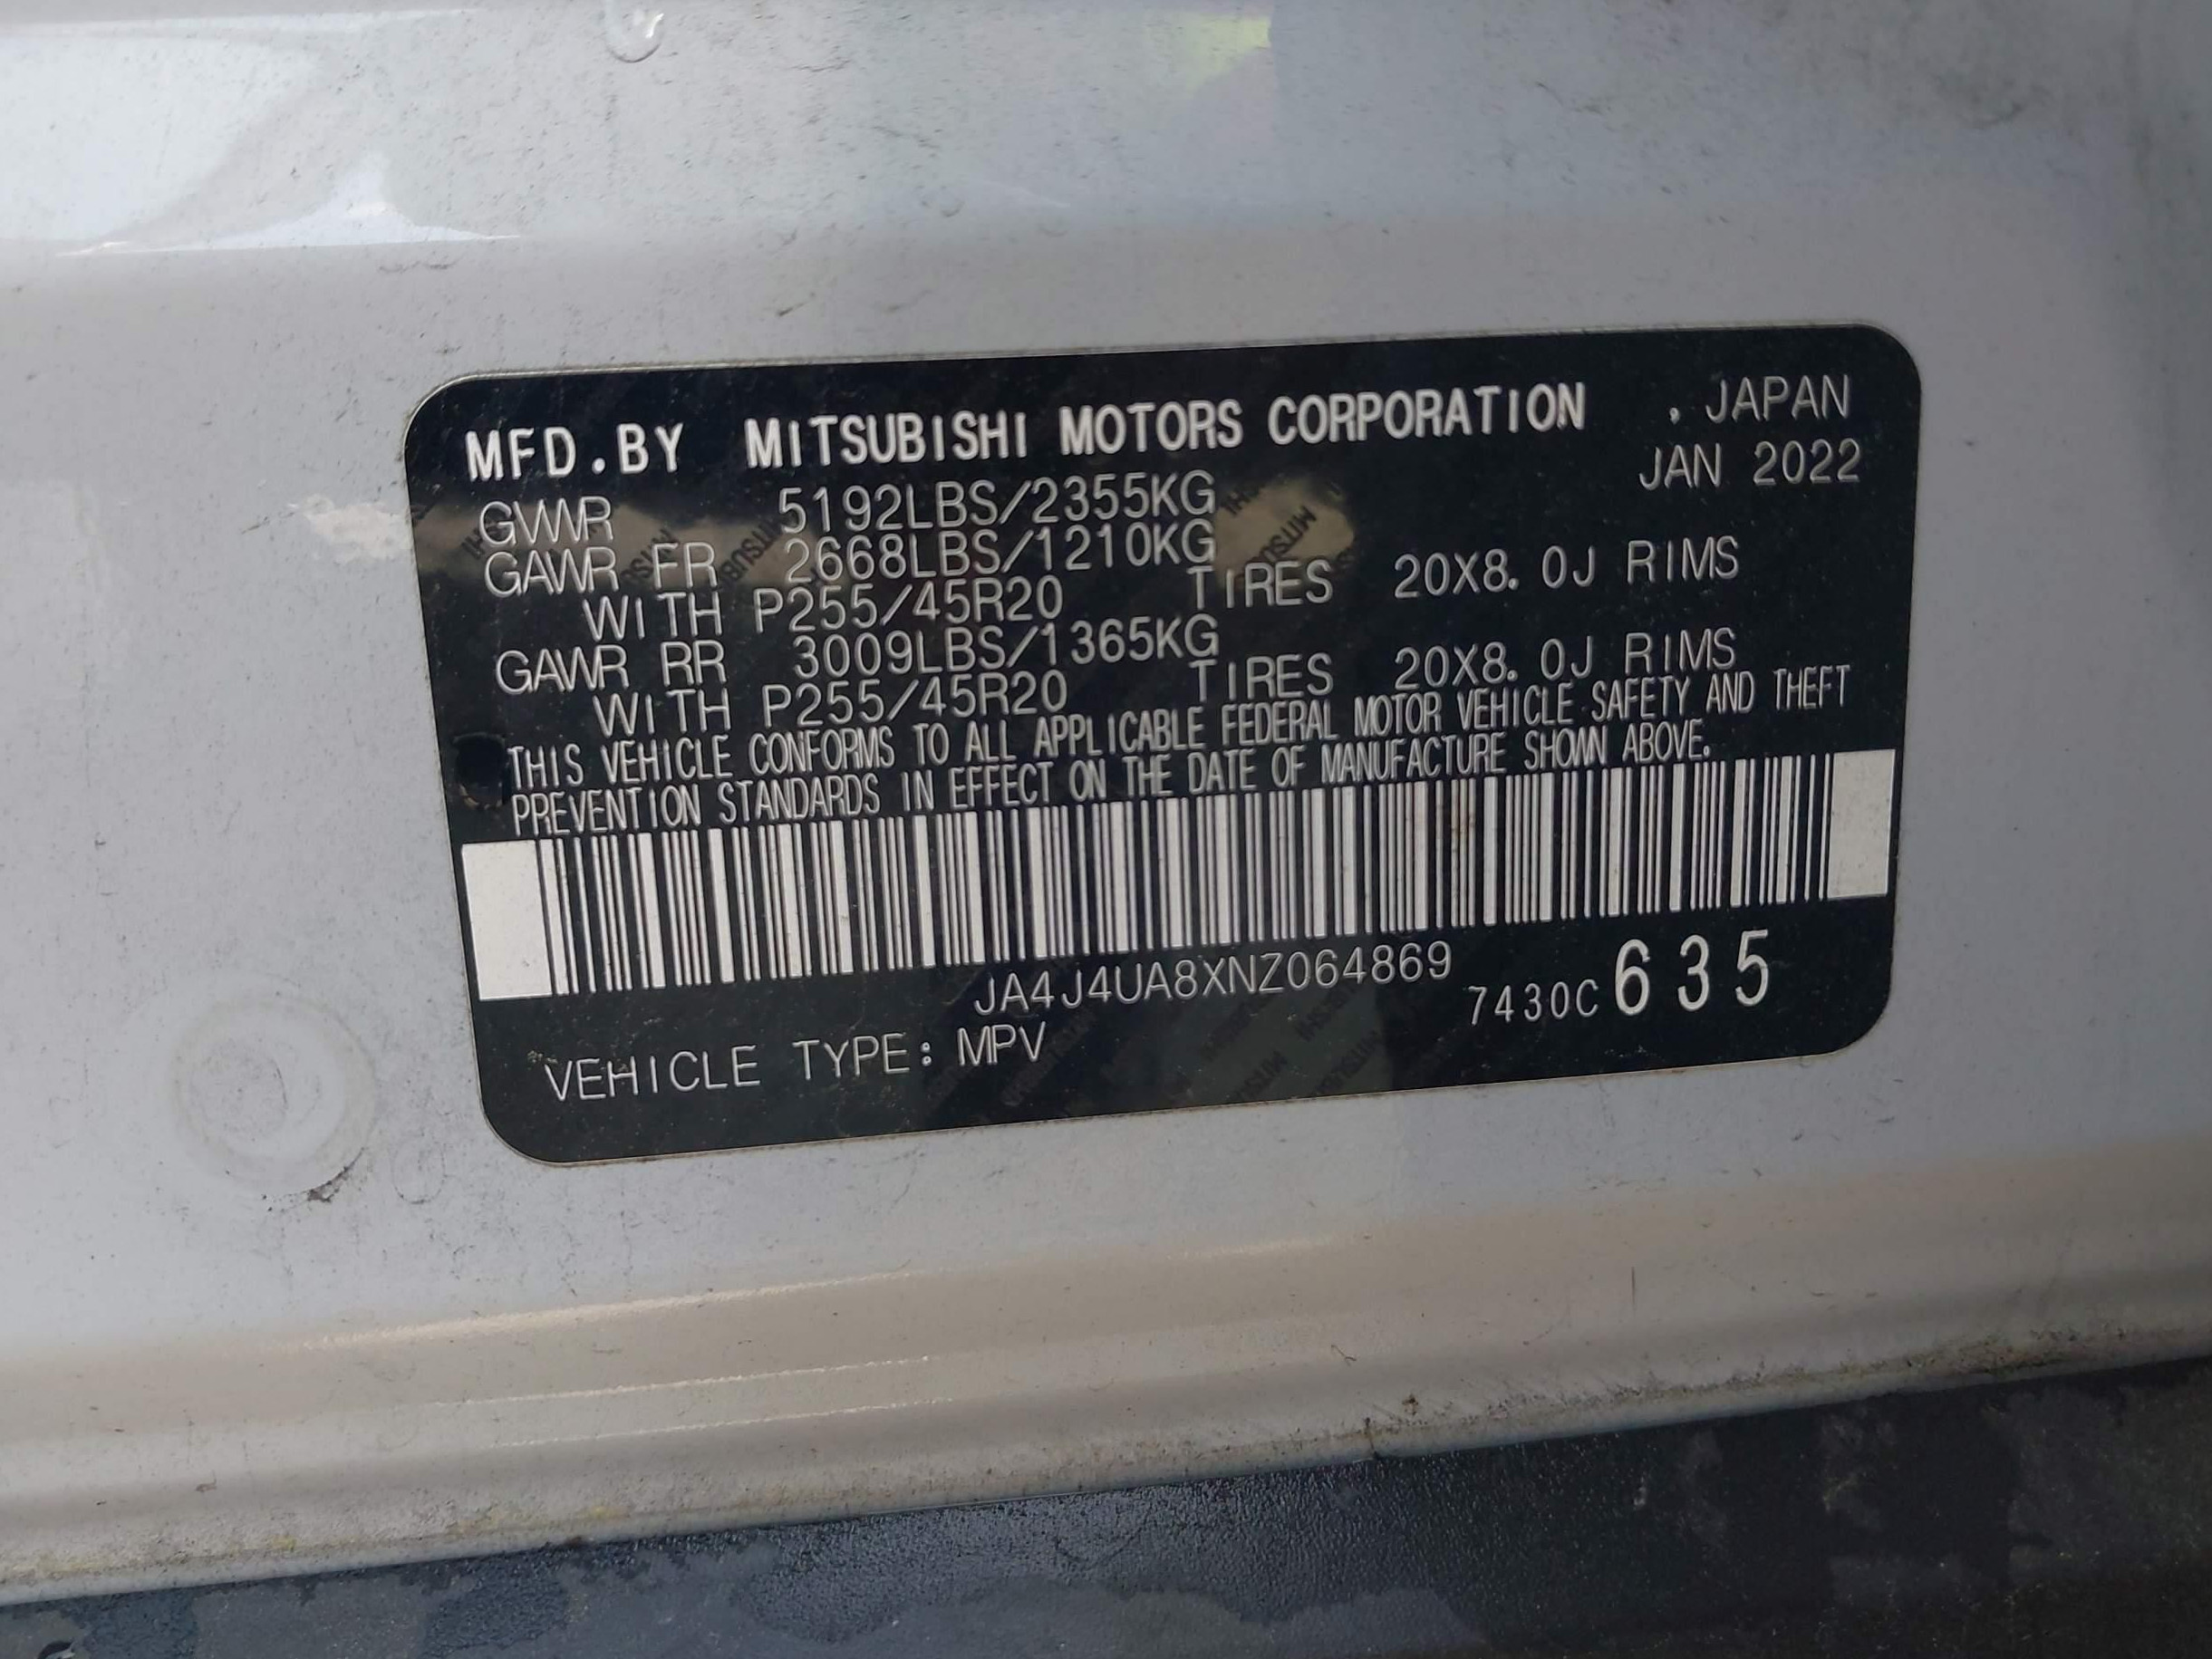 MFD.BY MITSUBISHI MOTORS CORPORATION , JAPAN
JAN 2022
GVWR 5192LBS/2355KG
GAWR FR 2668LBS/1210KG
WITH P255/45R20 TIRES 20X8.0J RIMS
GAWR RR 3009LBS/1365KG
WITH P255/45R20 TIRES 20X8.0J RIMS
THIS VEHICLE CONFORMS TO ALL APPLICABLE FEDERAL MOTOR VEHICLE SAFETY AND THEFT
PREVENTION STANDARDS IN EFFECT ON THE DATE OF MANUFACTURE SHOWN ABOVE.
JA4J4UA8XNZ064869 7430C635
VEHICLE TYPE: MPV